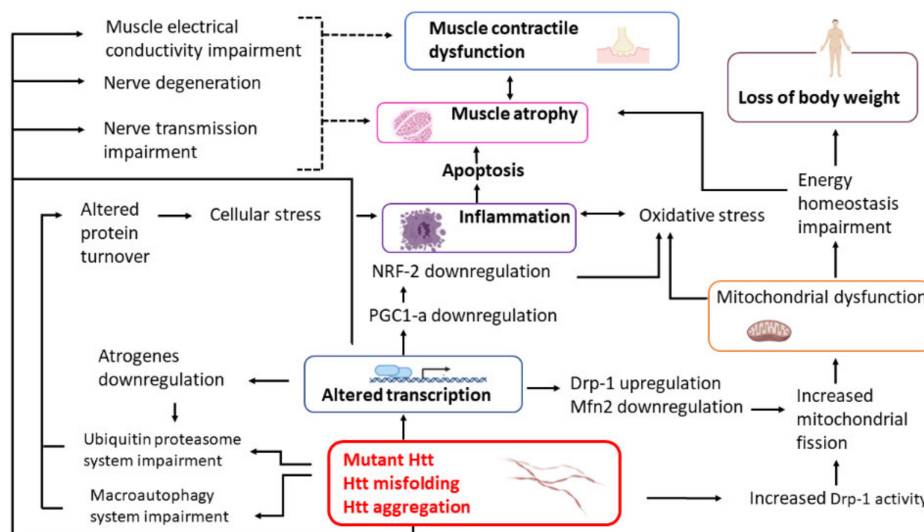 Muscle electrical
conductivity impairment
Nerve degeneration
Nerve transmission
impairment
Muscle contractile
dysfunction
Muscle atrophy
Apoptosis
Loss of body weight
Altered
protein
turnover
Cellular stress
Inflammation
Oxidative stress
Energy
homeostasis
impairment
NRF-2 downregulation
PGC1-a downregulation
Mitochondrial dysfunction
Atrogenes
downregulation
Altered transcription
Drp-1 upregulation
Mfn2 downregulation
Increased
mitochondrial
fission
Ubiquitin proteasome
system impairment
Macroautophagy
system impairment
Mutant Htt
Htt misfolding
Htt aggregation
Increased Drp-1 activity